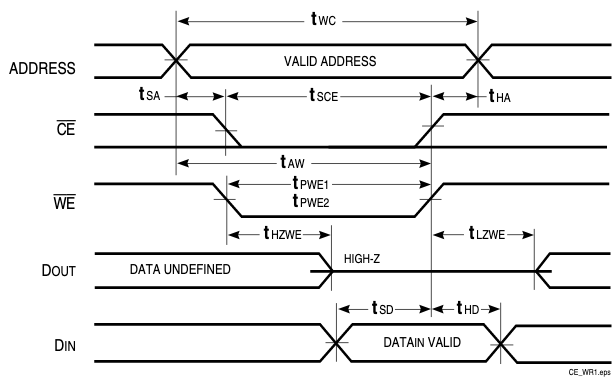 tWC
ADDRESS
VALID ADDRESS
tSA
tSCE
tHA
CE
tAW
WE
tPWE1
tPWE2
tHZWE
tLZWE
DOUT
DATA UNDEFINED
HIGH-Z
tSD
tHD
DIN
DATAIN VALID
CE_WR1.eps